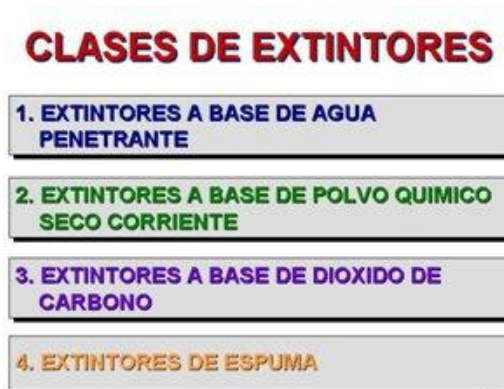 CLASES DE EXTINTORES
1. EXTINTORES A BASE DE AGUA
PENETRANTE
2. EXTINTORES A BASE DE POLVO QUIMICO
SECO CORRIENTE
3. EXTINTORES A BASE DE DIOXIDO DE
CARBONO
4. EXTINTORES DE ESPUMA